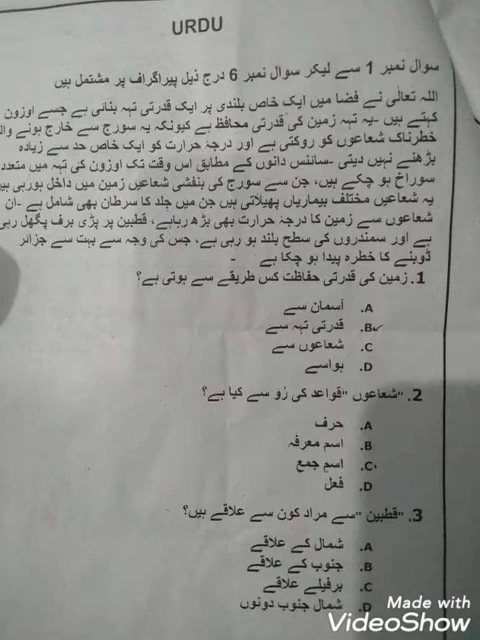 URDU
سوال نمبر 1 سے لیکر سوال نمبر 6 درج ذیل پیراگراف پر مشتمل ہیں
اللہ تعالٰی نے فضا میں ایک خاص بلندی پر ایک قدرتی تہہ بنائی ہے جسے اوزون
کہتے ہیں -یہ تہہ زمین کی قدرتی محافظ ہے کیونکہ یہ سورج سے خارج ہونے والی
خطرناک شعاعوں کو روکتی ہے اور درجۂ حرارت کو ایک خاص حد سے زیادہ
بڑھنے نہیں دیتی -سائنس دانوں کے مطابق اس وقت تک اوزون کی تہہ میں متعدد
سوراخ ہو چکے ہیں، جن سے سورج کی بنفشی شعاعیں زمین میں داخل ہورہی ہیں
یہ شعاعیں مختلف بیماریاں پھیلاتی ہیں جن میں جلد کا سرطان بھی شامل ہے -ان
شعاعوں سے زمین کا درجۂ حرارت بھی بڑھ رہاہے، قطبین پر پڑی برف پگھل رہی
ہے اور سمندروں کی سطح بلند ہو رہی ہے، جس کی وجہ سے بہت سے جزائر
ڈوبنے کا خطرہ پیدا ہو چکا ہے -
1. زمین کی قدرتی حفاظت کس طریقے سے ہوتی ہے؟
A. آسمان سے
B. قدرتی تہہ سے
C. شعاعوں سے
D. ہواسے
2. "شعاعوں "قواعد کی رُو سے کیا ہے؟
A. حرف
B. اسم معرفہ
C. اسم جمع
D. فعل
3. "قطبین "سے مراد کون سے علاقے ہیں؟
A. شمال کے علاقے
B. جنوب کے علاقے
C. برفیلے علاقے
D. شمال جنوب دونوں
Made with
VideoShow